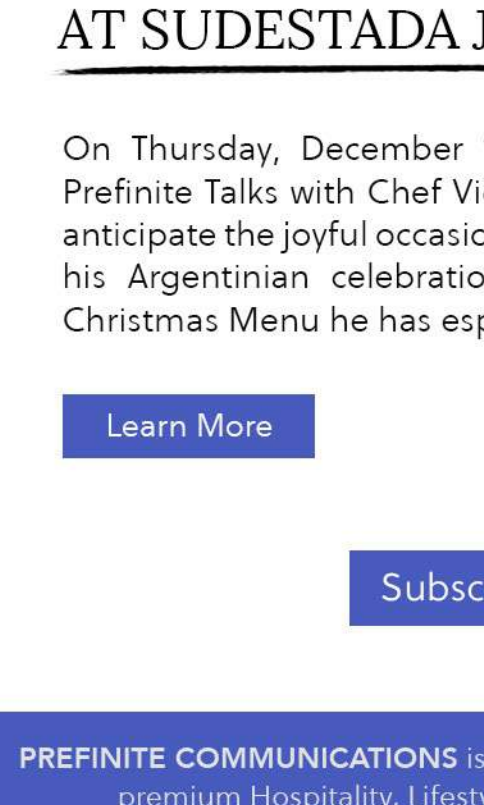 AT SUDESTADA
On Thursday, December
Prefinite Talks with Chef
anticipate the joyful
his Argentinian
Christmas Menu he has
Learn More
PREFINITE COMMUNICATIONS is
premium Hospitality,